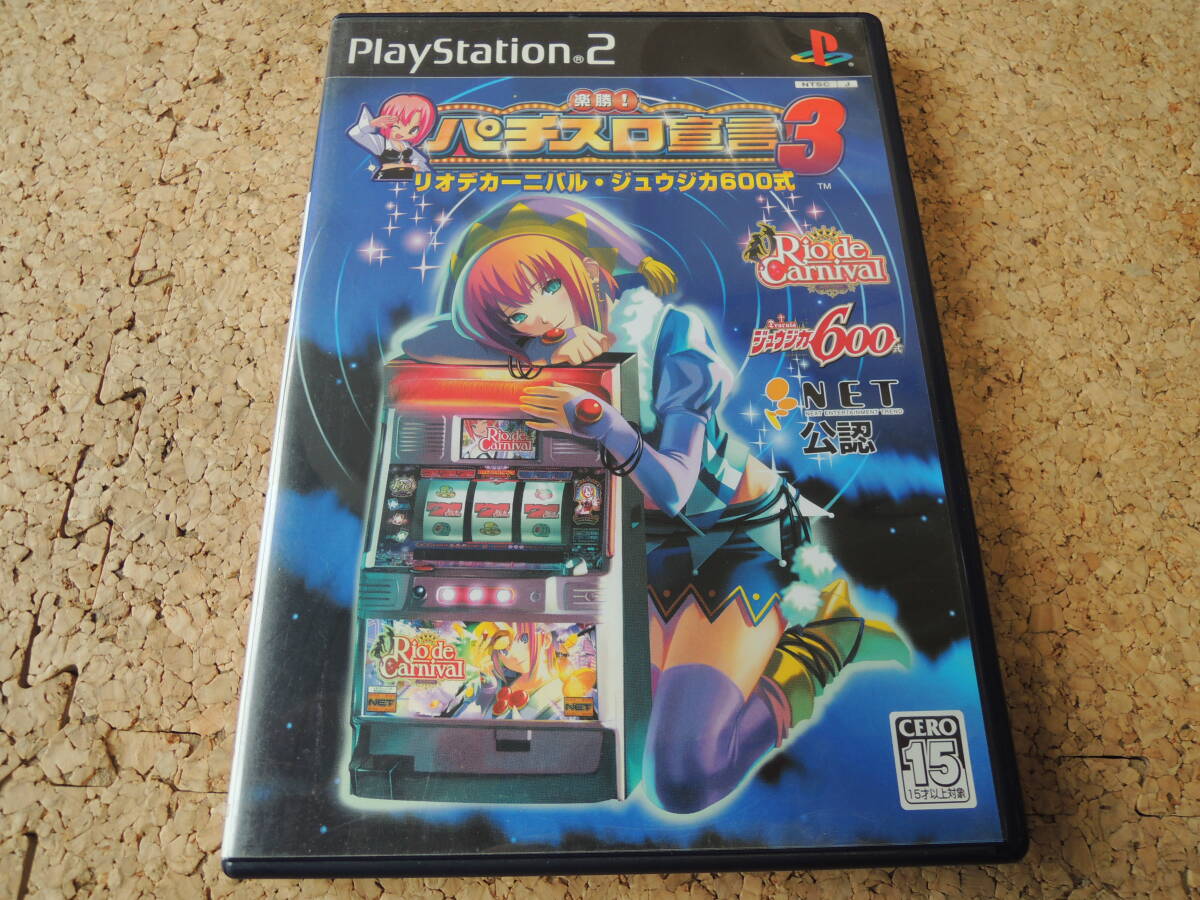 PlayStation®2
NTSC J
楽勝！
パチスロ宣言3
リオデカーニバル・ジュウジカ600式
TM
Rio de
Carnival
Dracula
ジュウジカ600式
NET
NEXT ENTERTAINMENT TREND
公認
Rio de
Carnival
777
Rio de
Carnival
NET
NET
CERO
15
15才以上対象